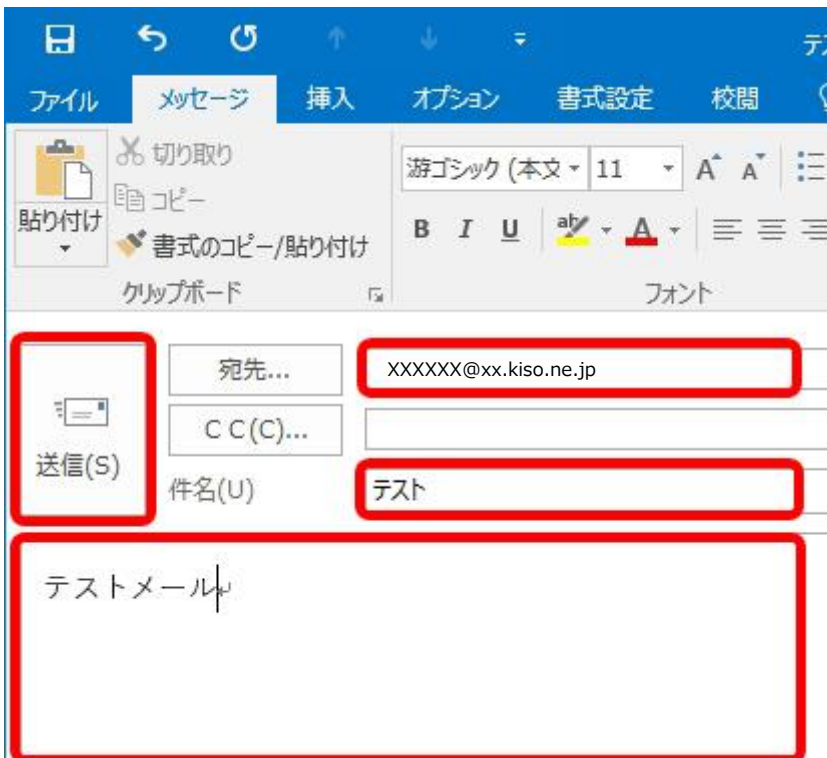 ファイル メッセージ 挿入 オプション 書式設定 校閲
切り取り
コピー
貼り付け
書式のコピー/貼り付け
クリップボード
游ゴシック (本文 11 A A
B I U aby A
フォント
宛先... XXXXXX@xx.kiso.ne.jp
C C(C)...
送信(S)
件名(U) テスト
テストメール